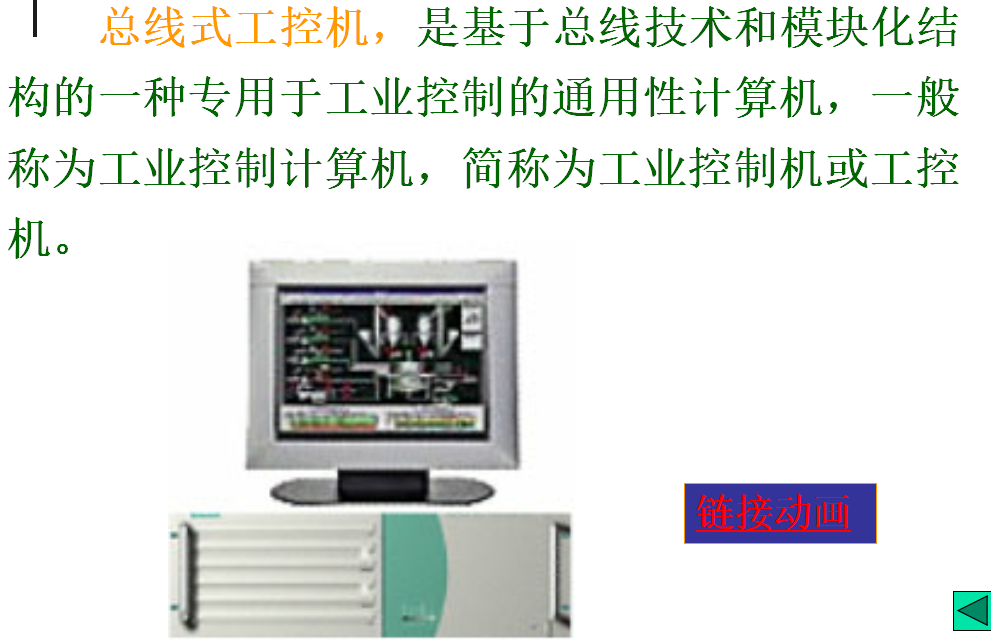 总线式工控机，是基于总线技术和模块化结
构的一种专用于工业控制的通用性计算机，一般
称为工业控制计算机，简称为工业控制机或工控
机。
链接动画